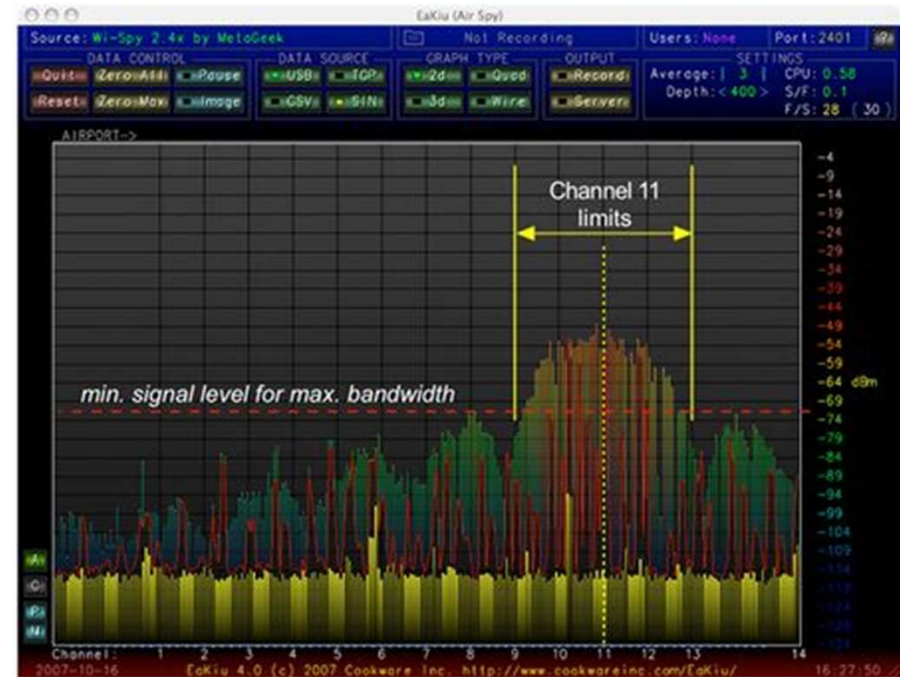 EaKiu (Air Spy)
Source: Wi-Spy 2.4x by MetaGeek Not Recording Users: None Port: 2401
DATA CONTROL DATA SOURCE GRAPH TYPE OUTPUT SETTINGS
Quit Zero All Pause USB TCP 2d Quad Record Average: 3 CPU: 0.58
Reset Zero Max Image CSV SIN 3d Wire Server Depth: < 400 > S/F: 0.1
F/S: 28 ( 30 )
AIRPORT->
-4
-9
-14
Channel 11
limits
-19
-24
-29
-34
-39
-44
-49
-54
-59
-64 dBm
min. signal level for max. bandwidth
-69
-74
-79
-84
-89
-94
-99
-104
-109
-114
A
C
P
N
Channel: 1 2 3 4 5 6 7 8 9 10 11 12 13 14
2007-10-16 EaKiu 4.0 (c) 2007 Cookware Inc. http://www.cookwareinc.com/EaKiu/ 16:27:50